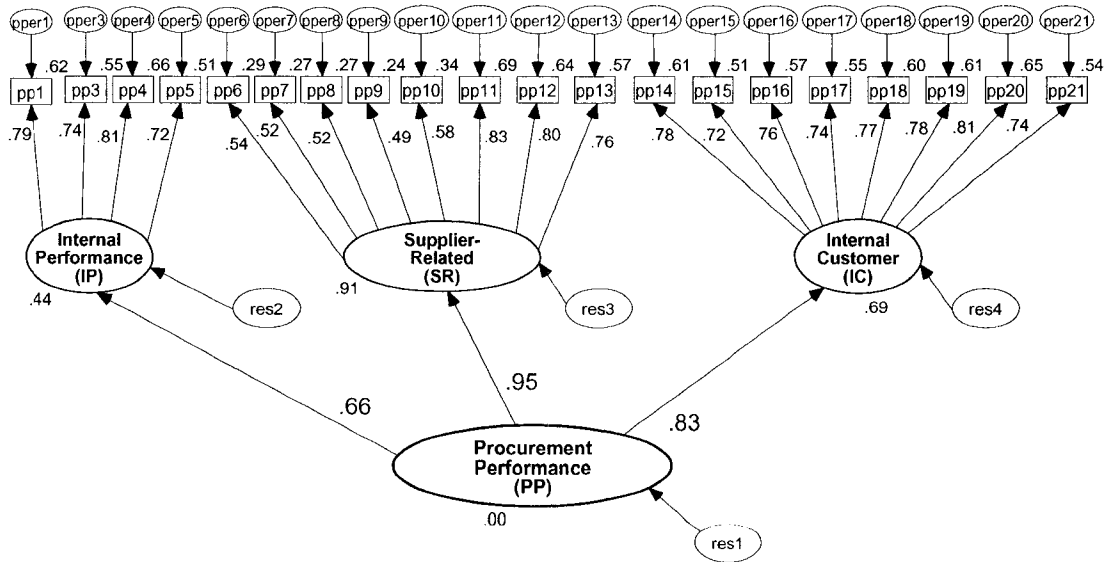 pper1 pper3 pper4 pper5 pper6 pper7 pper8 pper9 pper10 pper11 pper12 pper13 pper14 pper15 pper16 pper17 pper18 pper19 pper20 pper21
.62 .55 .66 .51 .29 .27 .27 .24 .34 .69 .64 .57 .61 .51 .57 .55 .60 .61 .65 .54
pp1 pp3 pp4 pp5 pp6 pp7 pp8 pp9 pp10 pp11 pp12 pp13 pp14 pp15 pp16 pp17 pp18 pp19 pp20 pp21
.79 .74 .81 .72 .54 .52 .52 .49 .58 .83 .80 .76 .78 .72 .76 .74 .77 .78 .81 .74
Internal
Performance
(IP)
.44
res2
Supplier-
Related
(SR)
.91
res3
Internal
Customer
(IC)
.69
res4
.66
.95
.83
Procurement
Performance
(PP)
.00
res1